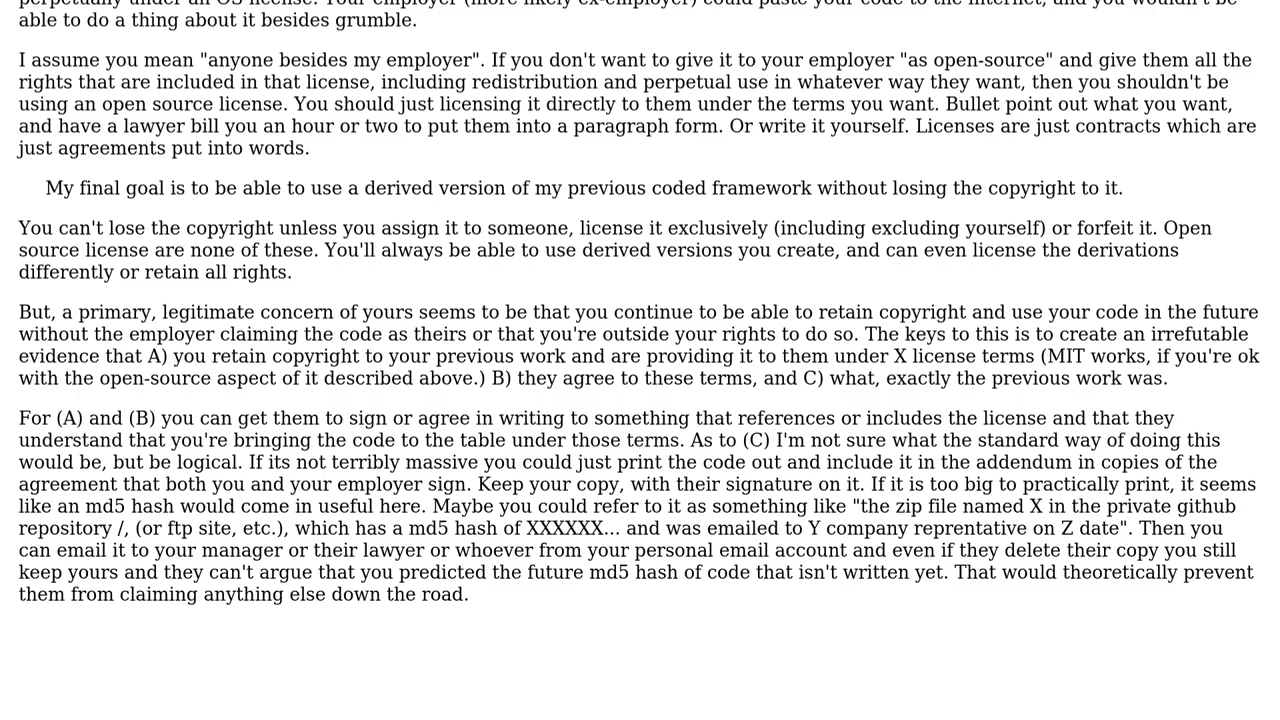 able to do a thing about it besides grumble.
I assume you mean "anyone besides my employer". If you don't want to give it to your employer "as open-source" and give them all the
rights that are included in that license, including redistribution and perpetual use in whatever way they want, then you shouldn't be
using an open source license. You should just licensing it directly to them under the terms you want. Bullet point out what you want,
and have a lawyer bill you an hour or two to put them into a paragraph form. Or write it yourself. Licenses are just contracts which are
just agreements put into words.
My final goal is to be able to use a derived version of my previous coded framework without losing the copyright to it.
You can't lose the copyright unless you assign it to someone, license it exclusively (including excluding yourself) or forfeit it. Open
source license are none of these. You'll always be able to use derived versions you create, and can even license the derivations
differently or retain all rights.
But, a primary, legitimate concern of yours seems to be that you continue to be able to retain copyright and use your code in the future
without the employer claiming the code as theirs or that you're outside your rights to do so. The keys to this is to create an irrefutable
evidence that A) you retain copyright to your previous work and are providing it to them under X license terms (MIT works, if you're ok
with the open-source aspect of it described above.) B) they agree to these terms, and C) what, exactly the previous work was.
For (A) and (B) you can get them to sign or agree in writing to something that references or includes the license and that they
understand that you're bringing the code to the table under those terms. As to (C) I'm not sure what the standard way of doing this
would be, but be logical. If its not terribly massive you could just print the code out and include it in the addendum in copies of the
agreement that both you and your employer sign. Keep your copy, with their signature on it. If it is too big to practically print, it seems
like an md5 hash would come in useful here. Maybe you could refer to it as something like "the zip file named X in the private github
repository /, (or ftp site, etc.), which has a md5 hash of XXXXXX... and was emailed to Y company reprentative on Z date". Then you
can email it to your manager or their lawyer or whoever from your personal email account and even if they delete their copy you still
keep yours and they can't argue that you predicted the future md5 hash of code that isn't written yet. That would theoretically prevent
them from claiming anything else down the road.